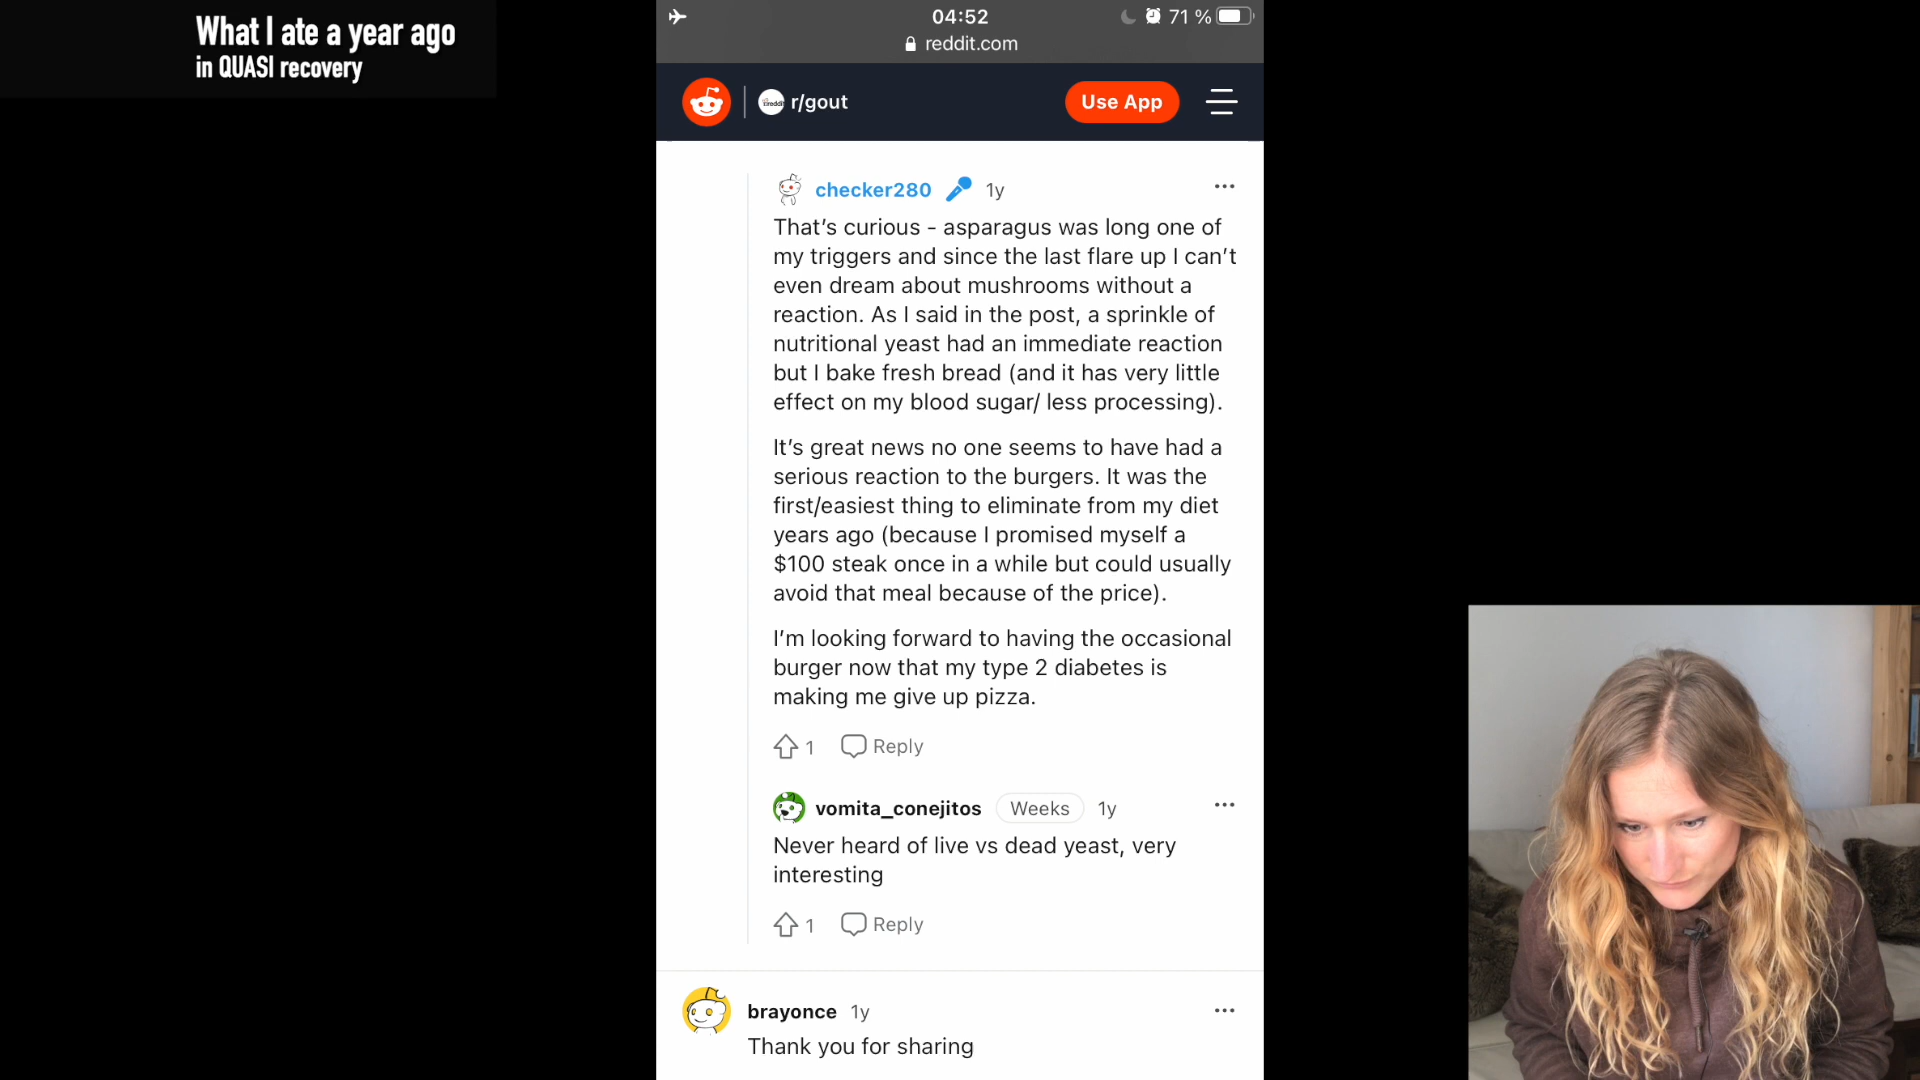 What I ate a year ago
in QUASI recovery
04:52
71 %
reddit.com
r/gout
Use App
checker280 1y
That’s curious - asparagus was long one of
my triggers and since the last flare up I can’t
even dream about mushrooms without a
reaction. As I said in the post, a sprinkle of
nutritional yeast had an immediate reaction
but I bake fresh bread (and it has very little
effect on my blood sugar/ less processing).
It’s great news no one seems to have had a
serious reaction to the burgers. It was the
first/easiest thing to eliminate from my diet
years ago (because I promised myself a
$100 steak once in a while but could usually
avoid that meal because of the price).
I’m looking forward to having the occasional
burger now that my type 2 diabetes is
making me give up pizza.
1 Reply
vomita_conejitos Weeks 1y
Never heard of live vs dead yeast, very
interesting
1 Reply
brayonce 1y
Thank you for sharing